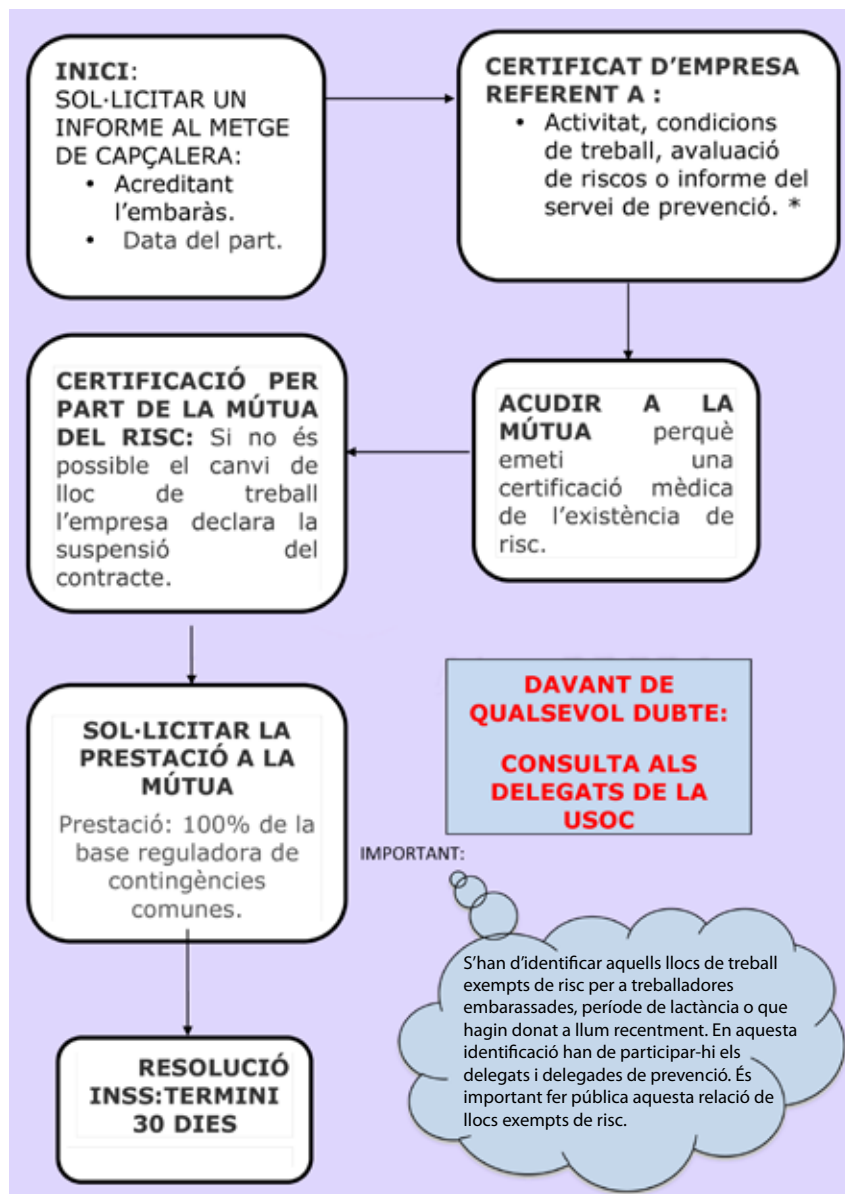 INICI:
SOL·LICITAR UN
INFORME AL METGE
DE CAPÇALERA:
• Acreditant
l'embaràs.
• Data del part.
CERTIFICAT D'EMPRESA
REFERENT A :
• Activitat, condicions
de treball, avaluació
de riscos o informe del
servei de prevenció. *
ACUDIR A LA
MÚTUA perquè
emeti una
certificació mèdica
de l'existència de
risc.
CERTIFICACIÓ PER
PART DE LA MÚTUA
DEL RISC: Si no és
possible el canvi de
lloc de treball
l'empresa declara la
suspensió del
contracte.
SOL·LICITAR LA
PRESTACIÓ A LA
MÚTUA
Prestació: 100% de la
base reguladora de
contingències
comunes.
RESOLUCIÓ
INSS:TERMINI
30 DIES
DAVANT DE
QUALSEVOL DUBTE:
CONSULTA ALS
DELEGATS DE LA
USOC
IMPORTANT:
S'han d'identificar aquells llocs de treball
exempts de risc per a treballadores
embarassades, període de lactància o que
hagin donat a llum recentment. En aquesta
identificació han de participar-hi els
delegats i delegades de prevenció. És
important fer pública aquesta relació de
llocs exempts de risc.